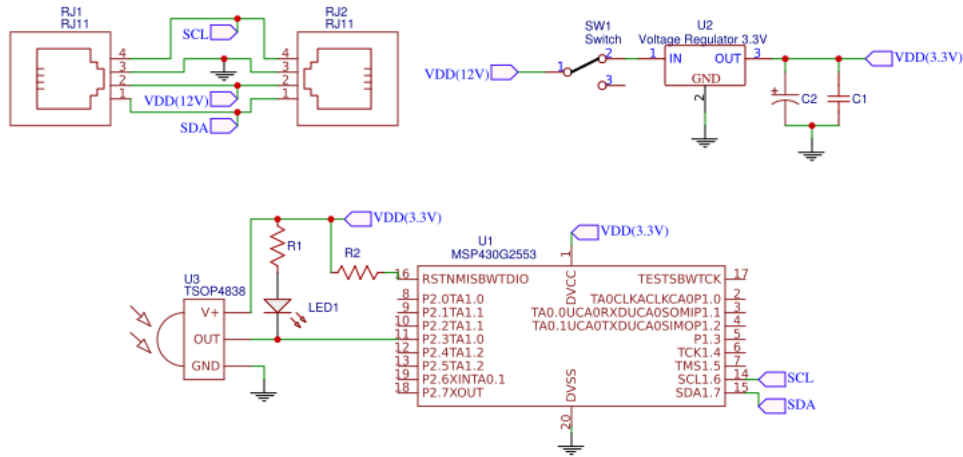 RJ1
RJ11
RJ2
RJ11
SCL
4
3
2
1
4
3
2
1
VDD(12V)
SDA
SW1
Switch
VDD(12V)
1
2
3
U2
Voltage Regulator 3.3V
1
IN
OUT
3
GND
2
VDD(3.3V)
+
C2
C1
VDD(3.3V)
R1
R2
LED1
U3
TSOP4838
V+
OUT
GND
U1
MSP430G2553
VDD(3.3V)
1
DVCC
16
RSTNMISBWTDIO
8
P2.0TA1.0
9
P2.1TA1.1
10
P2.2TA1.1
11
P2.3TA1.0
12
P2.4TA1.2
13
P2.5TA1.2
19
P2.6XINTA0.1
18
P2.7XOUT
TESTSBWTCK
17
TA0CLKACLKCA0P1.0
2
TA0.0UCA0RXDUCA0SOMIP1.1
3
TA0.1UCA0TXDUCA0SIMOP1.2
4
P1.3
5
TCK1.4
6
TMS1.5
7
SCL1.6
14
SCL
SDA1.7
15
SDA
DVSS
20